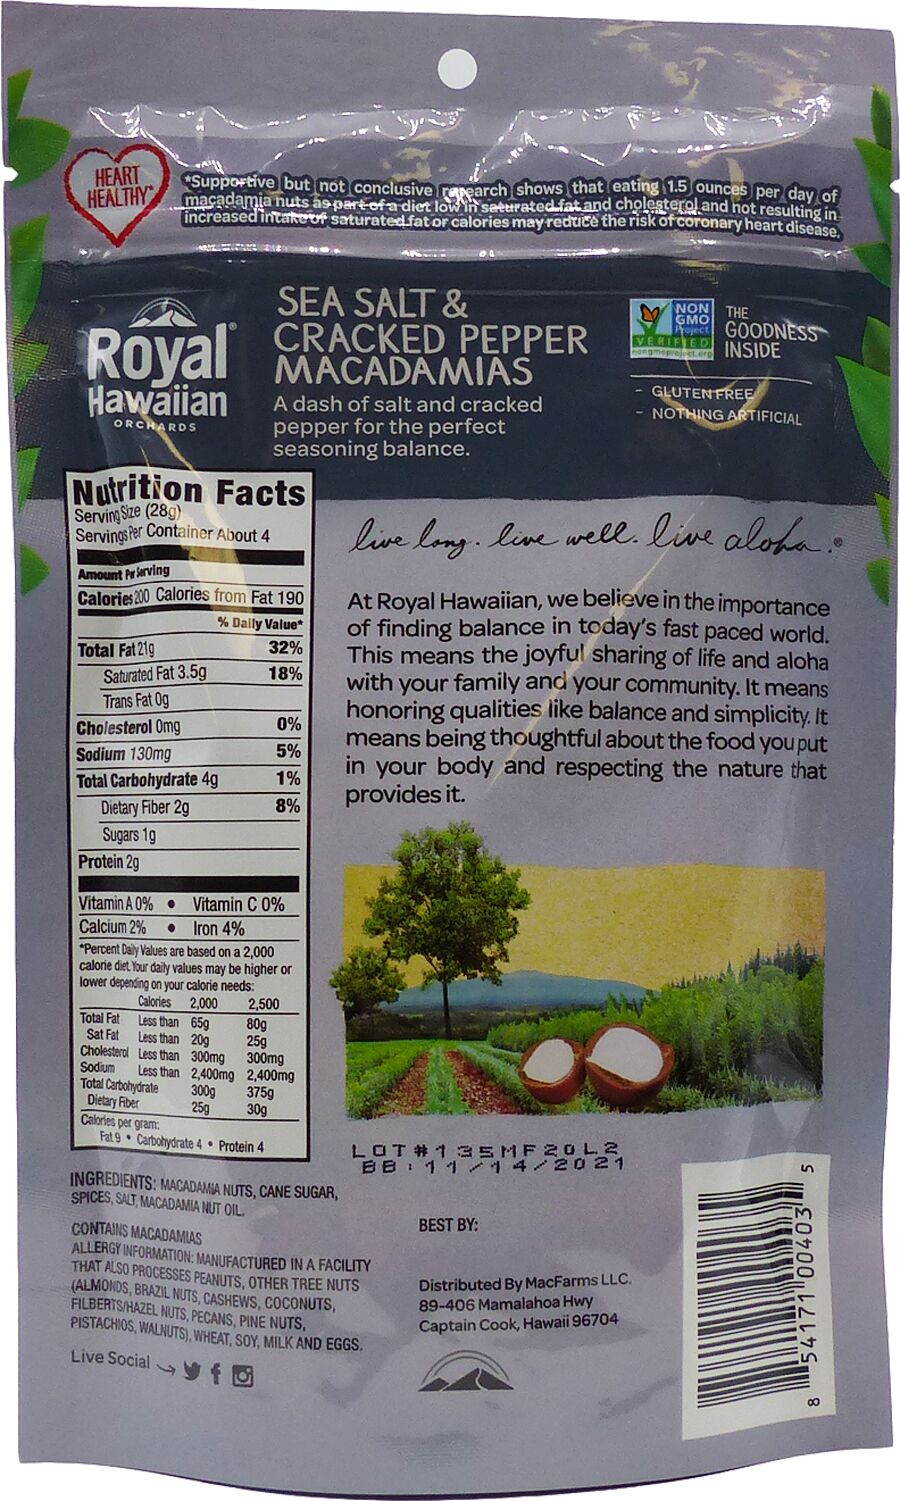 HEART
HEALTHY*
*Supportive but not conclusive research shows that eating 1.5 ounces per day of
macadamia nuts as part of a diet low in saturated fat and cholesterol and not resulting in
increased intake of saturated fat or calories may reduce the risk of coronary heart disease.
Royal®
Hawaiian
ORCHARDS
SEA SALT &
CRACKED PEPPER
MACADAMIAS
A dash of salt and cracked
pepper for the perfect
seasoning balance.
NON
GMO
Project
VERIFIED
nongmoproject.org
THE
GOODNESS
INSIDE
- GLUTEN FREE
- NOTHING ARTIFICIAL
Nutrition Facts
Serving Size (28g)
Servings Per Container About 4
Amount Per Serving
Calories 200 Calories from Fat 190
% Daily Value*
Total Fat 21g 32%
Saturated Fat 3.5g 18%
Trans Fat 0g
Cholesterol 0mg 0%
Sodium 130mg 5%
Total Carbohydrate 4g 1%
Dietary Fiber 2g 8%
Sugars 1g
Protein 2g
Vitamin A 0% • Vitamin C 0%
Calcium 2% • Iron 4%
*Percent Daily Values are based on a 2,000
calorie diet. Your daily values may be higher or
lower depending on your calorie needs:
Calories 2,000 2,500
Total Fat Less than 65g 80g
Sat Fat Less than 20g 25g
Cholesterol Less than 300mg 300mg
Sodium Less than 2,400mg 2,400mg
Total Carbohydrate 300g 375g
Dietary Fiber 25g 30g
Calories per gram:
Fat 9 • Carbohydrate 4 • Protein 4
live long. live well. live aloha.®
At Royal Hawaiian, we believe in the importance
of finding balance in today's fast paced world.
This means the joyful sharing of life and aloha
with your family and your community. It means
honoring qualities like balance and simplicity. It
means being thoughtful about the food you put
in your body and respecting the nature that
provides it.
LOT#135MF20L2
BB:11/14/2021
INGREDIENTS: MACADAMIA NUTS, CANE SUGAR,
SPICES, SALT, MACADAMIA NUT OIL.
CONTAINS MACADAMIAS
ALLERGY INFORMATION: MANUFACTURED IN A FACILITY
THAT ALSO PROCESSES PEANUTS, OTHER TREE NUTS
(ALMONDS, BRAZIL NUTS, CASHEWS, COCONUTS,
FILBERTS/HAZEL NUTS, PECANS, PINE NUTS,
PISTACHIOS, WALNUTS), WHEAT, SOY, MILK AND EGGS.
Live Social
BEST BY:
Distributed By MacFarms LLC.
89-406 Mamalahoa Hwy
Captain Cook, Hawaii 96704
8 54171 00403 5